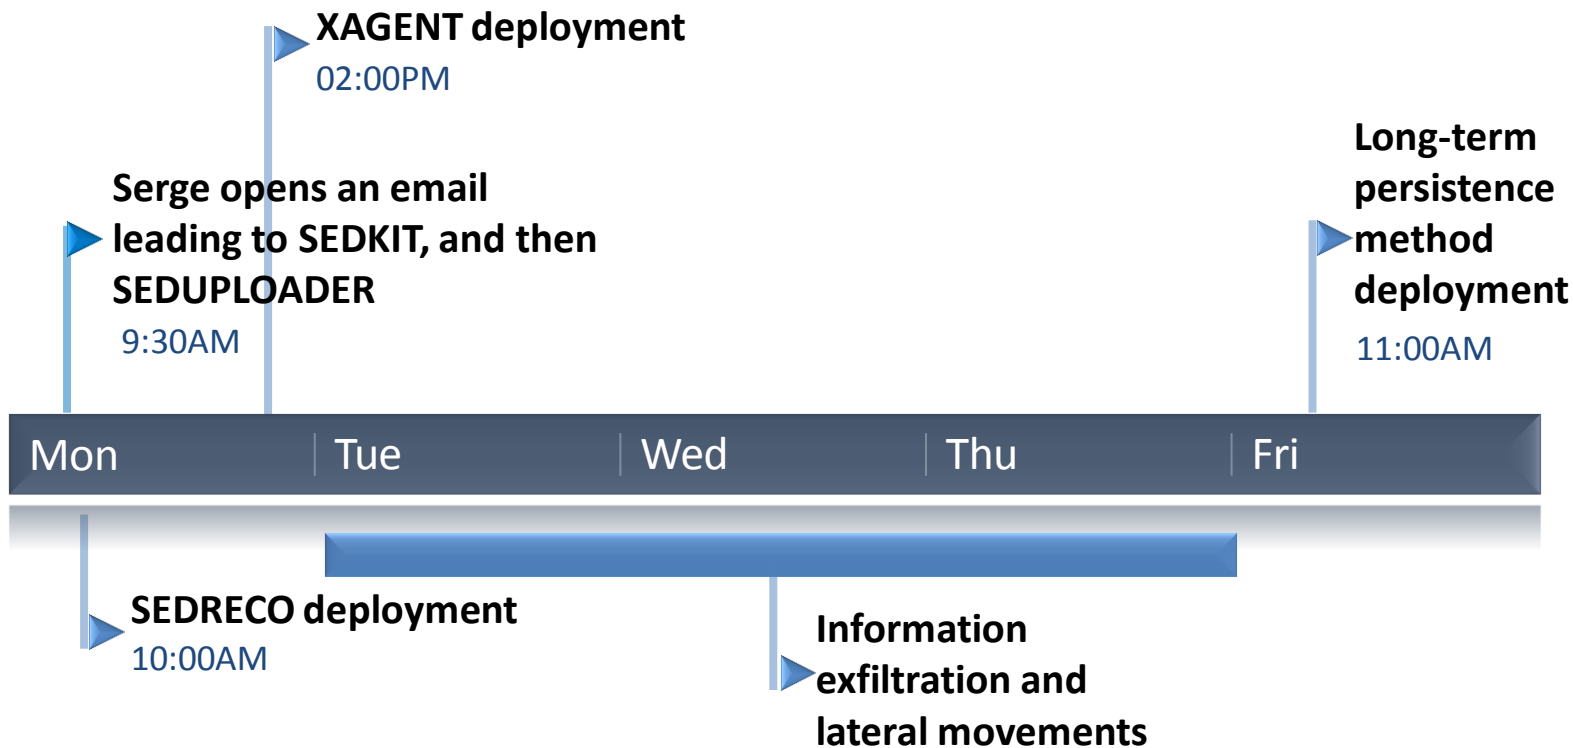 XAGENT deployment
02:00PM
Serge opens an email
leading to SEDKIT, and then
SEDUPLOADER
9:30AM
Long-term
persistence
method
deployment
11:00AM
Mon
Tue
Wed
Thu
Fri
SEDRECO deployment
10:00AM
Information
exfiltration and
lateral movements